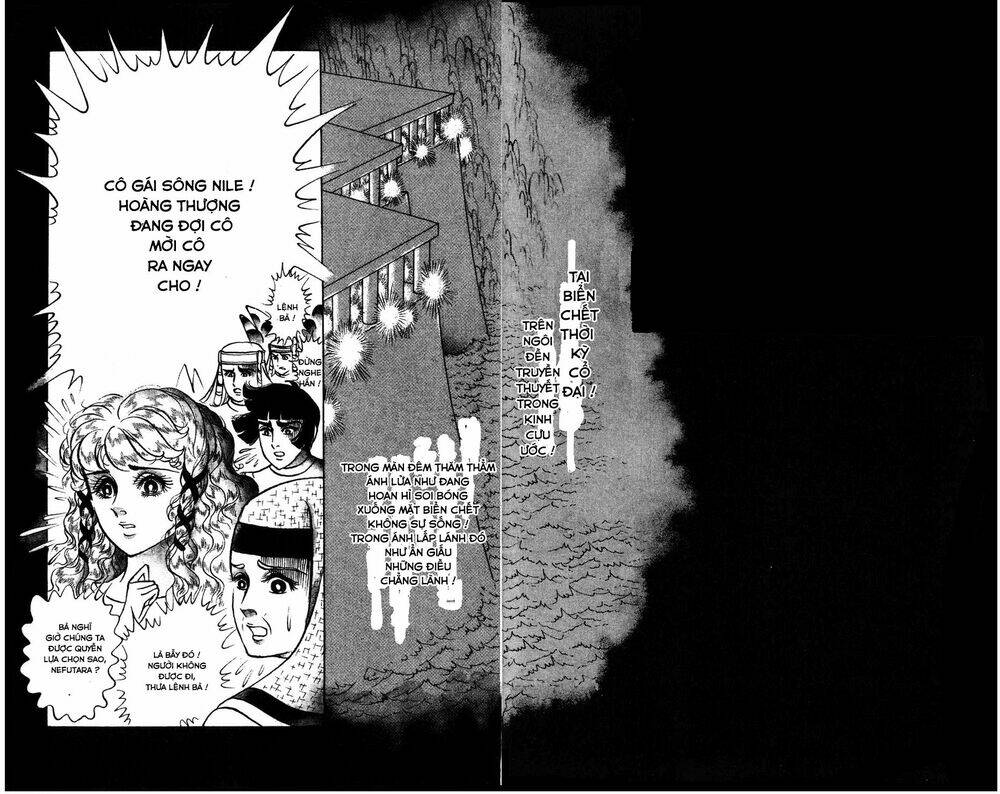 TẠI
BIỂN
CHẾT
THỜI
KỲ
CỔ
ĐẠI !
TRÊN
NGÔI
ĐỀN
TRUYỀN
THUYẾT
TRONG
KINH
CỰU
ƯỚC !
TRONG MÀN ĐÊM THĂM THẲM
ÁNH LỬA NHƯ ĐANG
HOAN HỈ SOI BÓNG
XUỐNG MẶT BIỂN CHẾT
KHÔNG SỰ SỐNG !
TRONG ÁNH LẤP LÁNH ĐÓ
NHƯ ẨN GIẤU
NHỮNG ĐIỀU
CHẲNG LÀNH !
CÔ GÁI SÔNG NILE !
HOÀNG THƯỢNG
ĐANG ĐỢI CÔ
MỜI CÔ
RA NGAY
CHO !
LỆNH
BÀ !
ĐỪNG
NGHE
HẮN !
LÀ BẪY ĐÓ !
NGƯỜI KHÔNG
ĐƯỢC ĐI,
THƯA LỆNH BÀ !
BÀ NGHĨ
GIỜ CHÚNG TA
ĐƯỢC QUYỀN
LỰA CHỌN SAO,
NEFUTARA ?